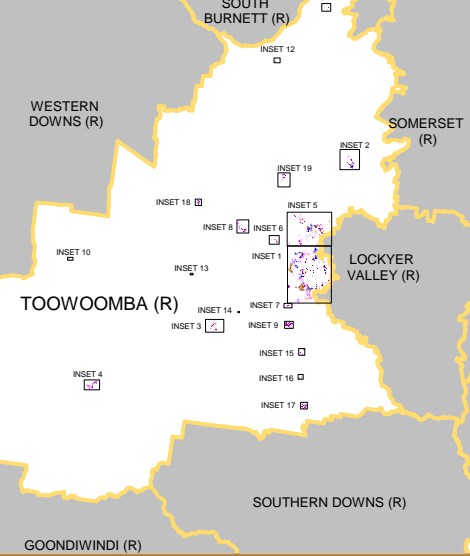 SOUTH
BURNETT (R)
INSET 12
WESTERN
DOWNS (R)
SOMERSET
(R)
INSET 2
INSET 19
INSET 18
INSET 5
INSET 8
INSET 6
INSET 10
INSET 1
LOCKYER
VALLEY (R)
INSET 13
TOOWOOMBA (R)
INSET 7
INSET 14
INSET 3
INSET 9
INSET 15
INSET 4
INSET 16
INSET 17
SOUTHERN DOWNS (R)
GOONDIWINDI (R)